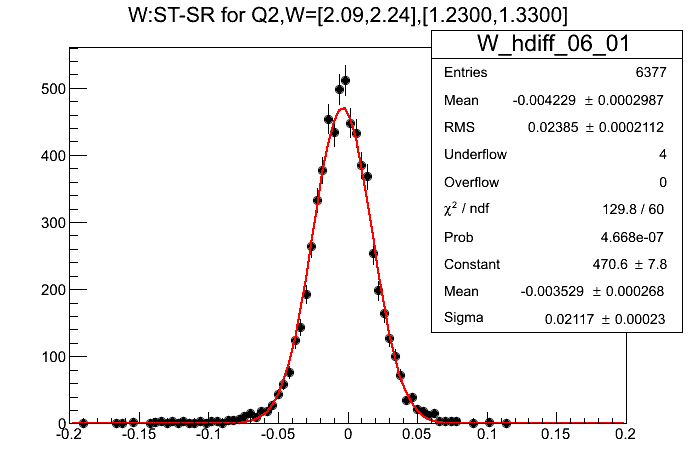 W:ST-SR for Q2,W=[2.09,2.24],[1.2300,1.3300]
W_hdiff_06_01
Entries 6377
Mean -0.004229 ± 0.0002987
RMS 0.02385 ± 0.0002112
Underflow 4
Overflow 0
χ² / ndf 129.8 / 60
Prob 4.668e-07
Constant 470.6 ± 7.8
Mean -0.003529 ± 0.000268
Sigma 0.02117 ± 0.00023
500
400
300
200
100
0
-0.2 -0.15 -0.1 -0.05 0 0.05 0.1 0.15 0.2